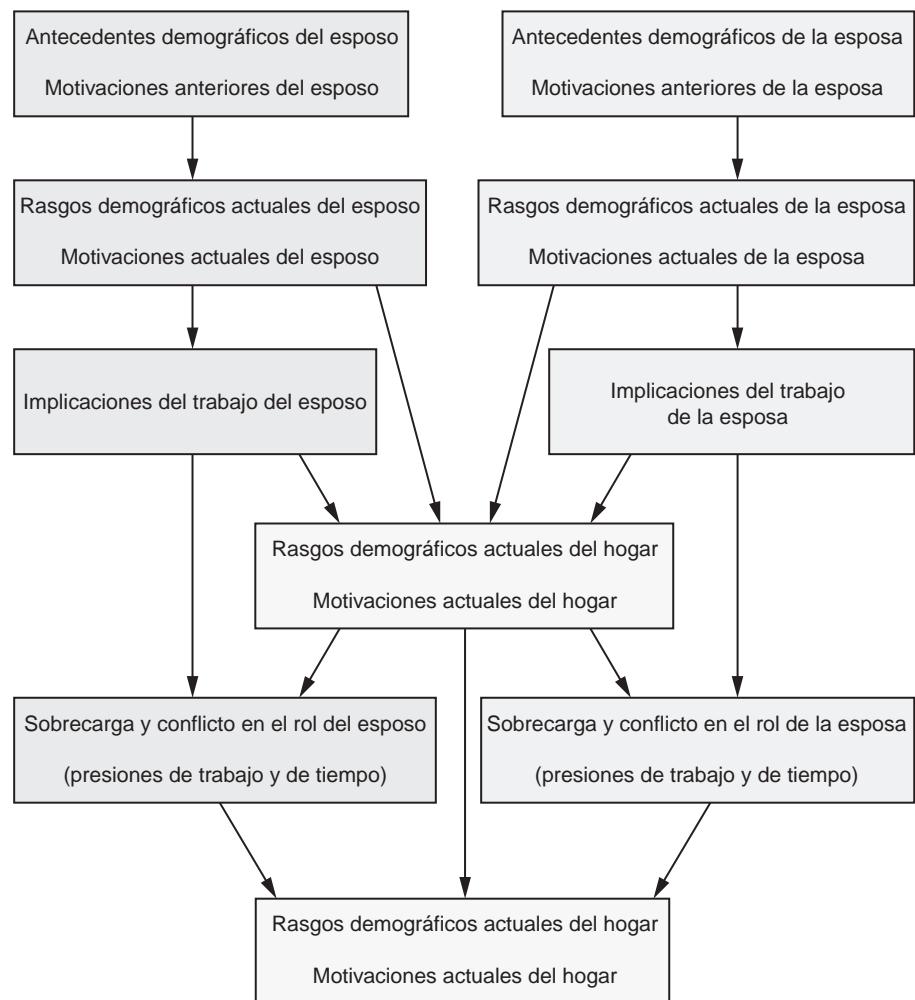 Antecedentes demográficos del esposo
Motivaciones anteriores del esposo
Antecedentes demográficos de la esposa
Motivaciones anteriores de la esposa
Rasgos demográficos actuales del esposo
Motivaciones actuales del esposo
Rasgos demográficos actuales de la esposa
Motivaciones actuales de la esposa
Implicaciones del trabajo del esposo
Implicaciones del trabajo
de la esposa
Rasgos demográficos actuales del hogar
Motivaciones actuales del hogar
Sobrecarga y conflicto en el rol del esposo
(presiones de trabajo y de tiempo)
Sobrecarga y conflicto en el rol de la esposa
(presiones de trabajo y de tiempo)
Rasgos demográficos actuales del hogar
Motivaciones actuales del hogar